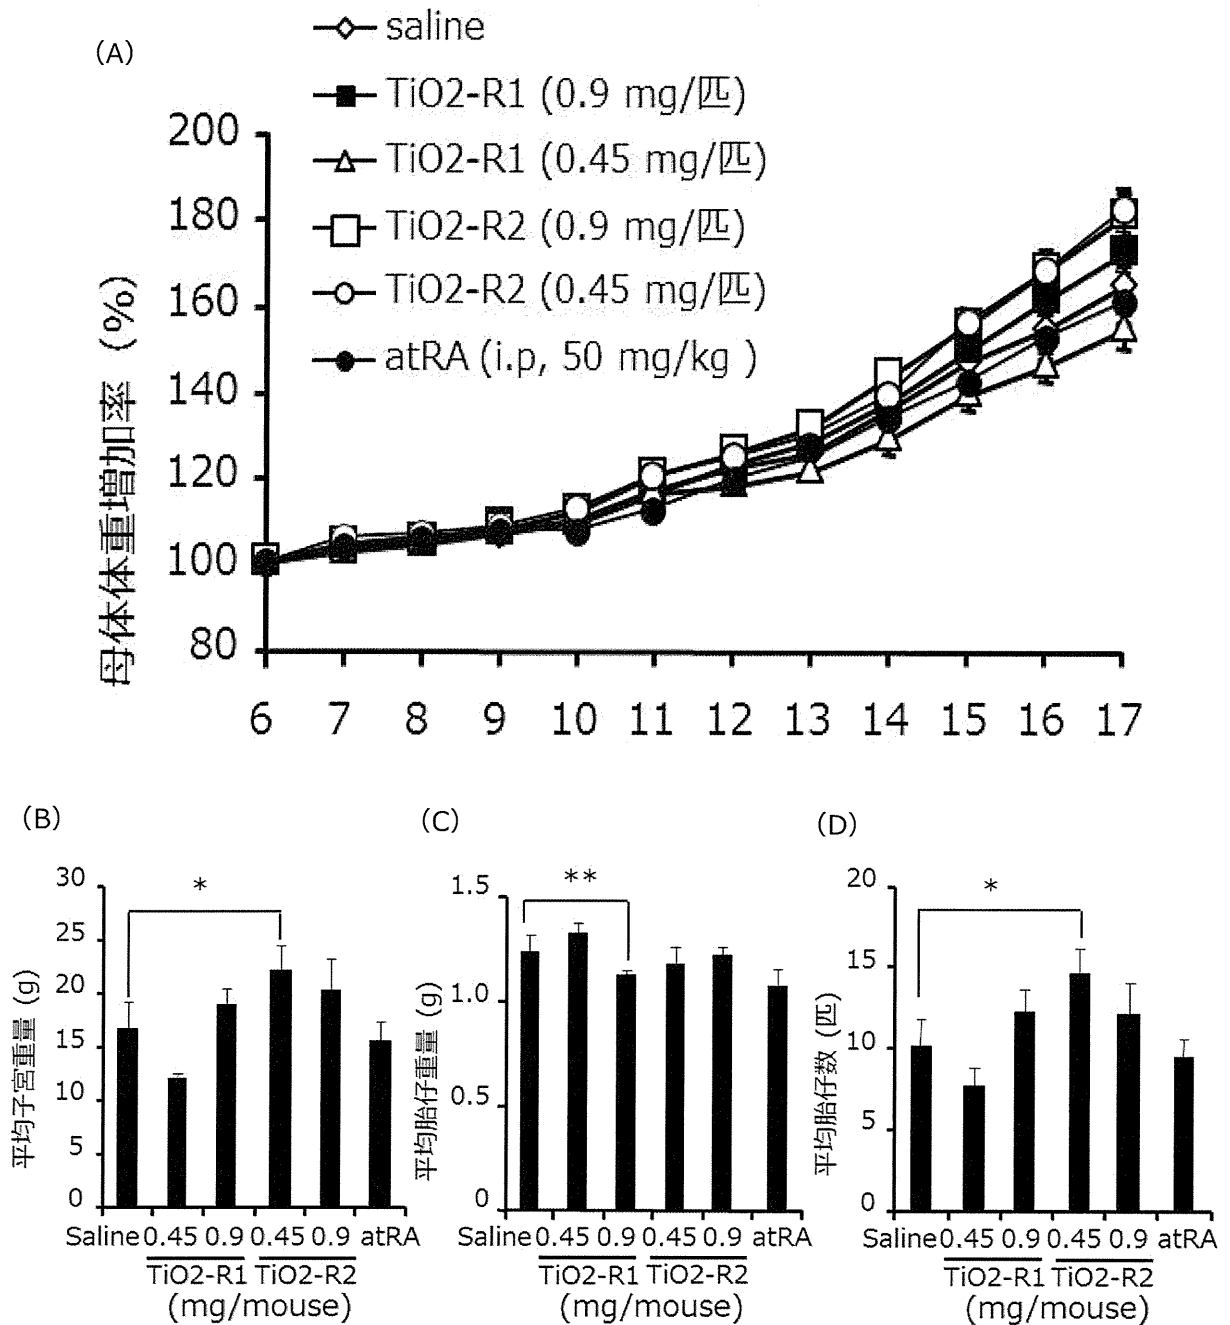 (A)
saline
TiO2-R1 (0.9 mg/匹)
TiO2-R1 (0.45 mg/匹)
TiO2-R2 (0.9 mg/匹)
TiO2-R2 (0.45 mg/匹)
atRA (i.p, 50 mg/kg )
母体体重増加率 (%)
200
180
160
140
120
100
80
6 7 8 9 10 11 12 13 14 15 16 17
(B)
平均子宮重量 (g)
30
25
20
15
10
5
0
*
Saline 0.45 0.9 0.45 0.9 atRA
TiO2-R1 TiO2-R2
(mg/mouse)
(C)
平均胎仔重量 (g)
1.5
1.0
0.5
0
**
Saline 0.45 0.9 0.45 0.9 atRA
TiO2-R1 TiO2-R2
(mg/mouse)
(D)
平均胎仔数 (匹)
20
15
10
5
0
*
Saline 0.45 0.9 0.45 0.9 atRA
TiO2-R1 TiO2-R2
(mg/mouse)